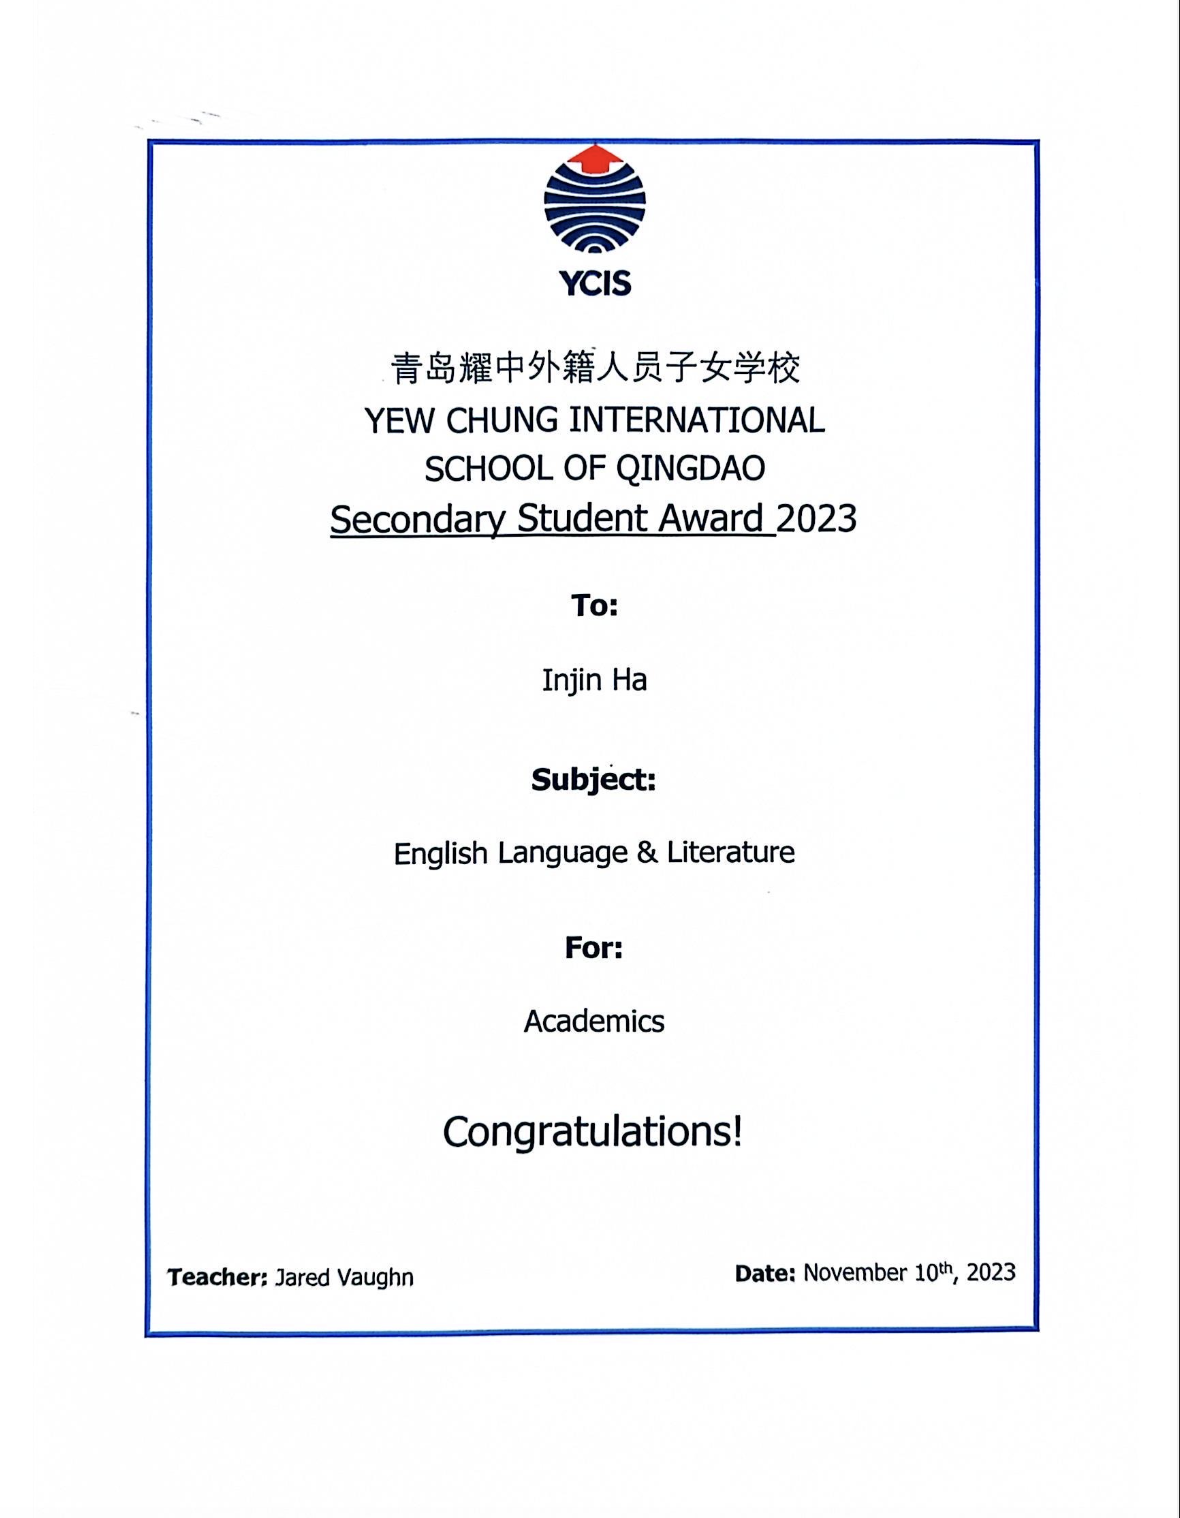 YCIS
青岛耀中外籍人员子女学校
YEW CHUNG INTERNATIONAL
SCHOOL OF QINGDAO
Secondary Student Award 2023
To:
Injin Ha
Subject:
English Language & Literature
For:
Academics
Congratulations!
Teacher: Jared Vaughn
Date: November 10th, 2023